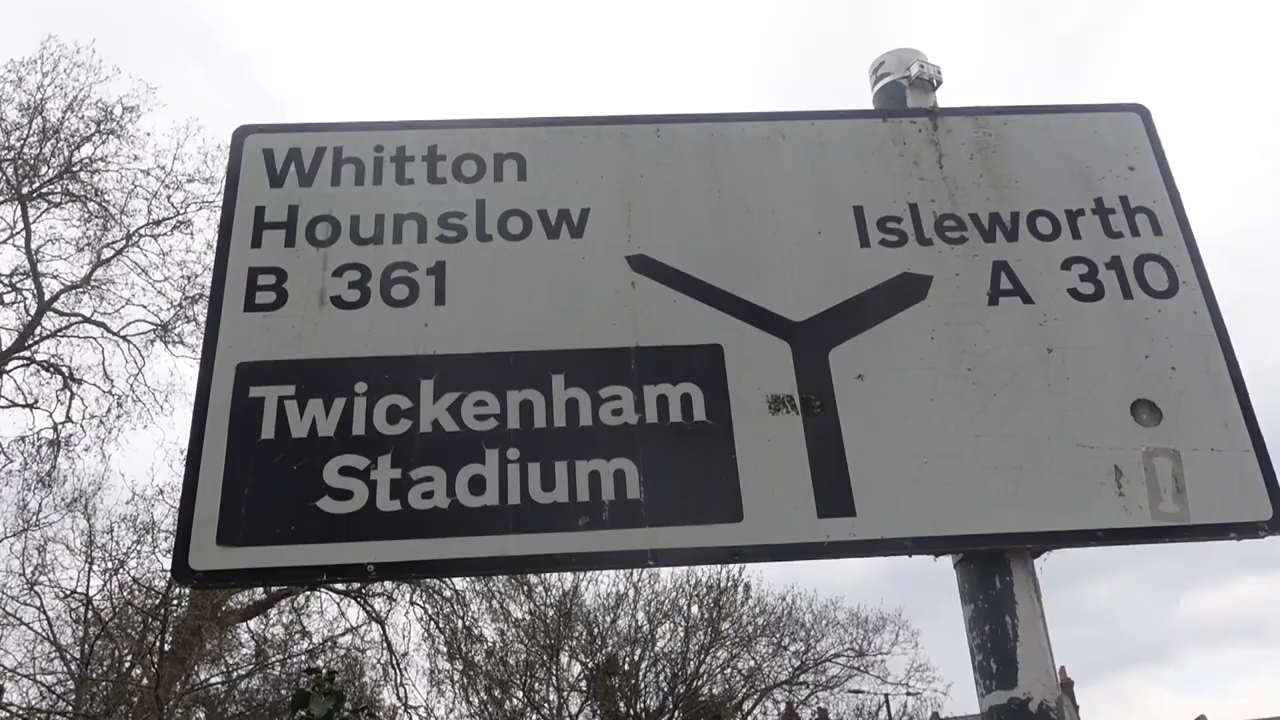 Whitton
Hounslow
B 361
Isleworth
A 310
Twickenham
Stadium